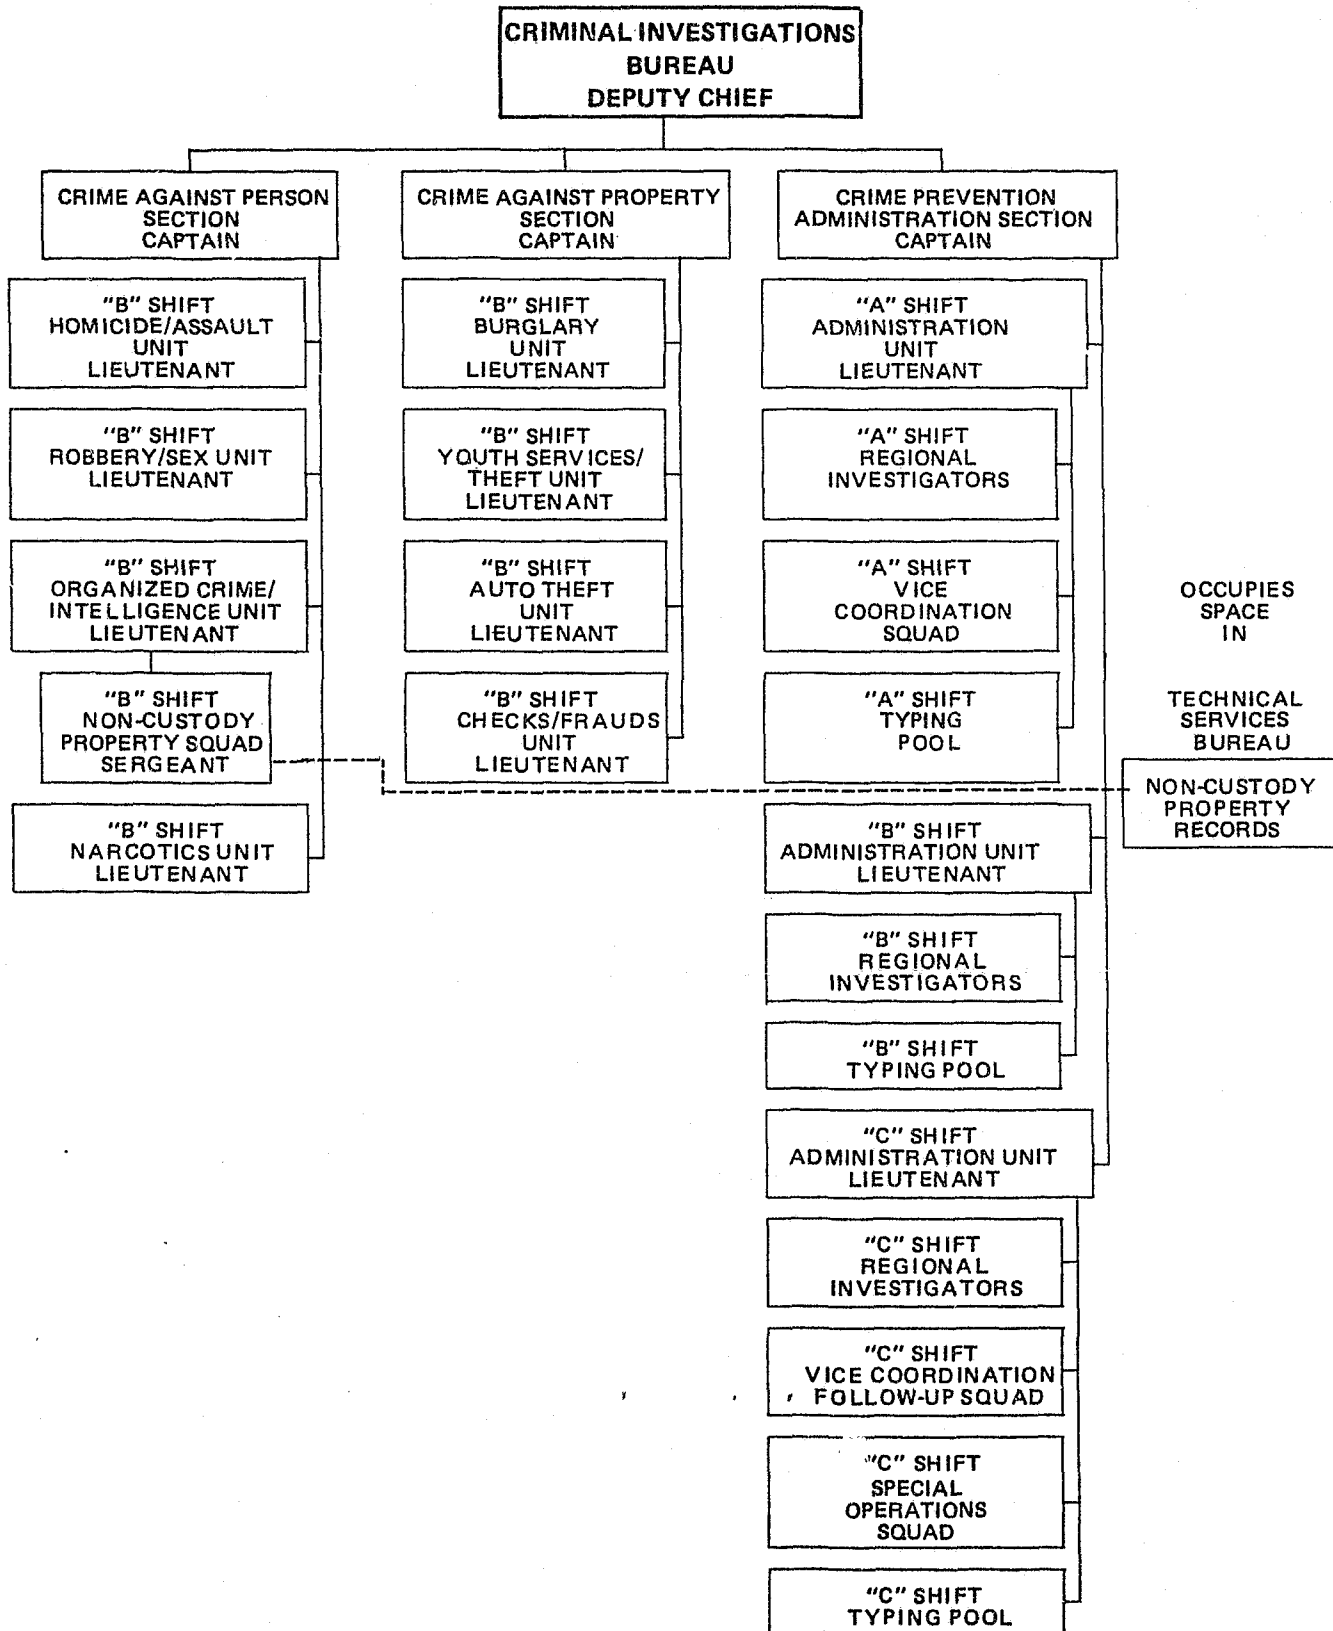 CRIMINAL INVESTIGATIONS
BUREAU
DEPUTY CHIEF
CRIME AGAINST PERSON
SECTION
CAPTAIN
"B" SHIFT
HOMICIDE/ASSAULT
UNIT
LIEUTENANT
"B" SHIFT
ROBBERY/SEX UNIT
LIEUTENANT
"B" SHIFT
ORGANIZED CRIME/
INTELLIGENCE UNIT
LIEUTENANT
"B" SHIFT
NON-CUSTODY
PROPERTY SQUAD
SERGEANT
"B" SHIFT
NARCOTICS UNIT
LIEUTENANT
CRIME AGAINST PROPERTY
SECTION
CAPTAIN
"B" SHIFT
BURGLARY
UNIT
LIEUTENANT
"B" SHIFT
YOUTH SERVICES/
THEFT UNIT
LIEUTENANT
"B" SHIFT
AUTO THEFT
UNIT
LIEUTENANT
"B" SHIFT
CHECKS/FRAUDS
UNIT
LIEUTENANT
CRIME PREVENTION
ADMINISTRATION SECTION
CAPTAIN
"A" SHIFT
ADMINISTRATION
UNIT
LIEUTENANT
"A" SHIFT
REGIONAL
INVESTIGATORS
"A" SHIFT
VICE
COORDINATION
SQUAD
"A" SHIFT
TYPING
POOL
"B" SHIFT
ADMINISTRATION UNIT
LIEUTENANT
"B" SHIFT
REGIONAL
INVESTIGATORS
"B" SHIFT
TYPING POOL
"C" SHIFT
ADMINISTRATION UNIT
LIEUTENANT
"C" SHIFT
REGIONAL
INVESTIGATORS
"C" SHIFT
VICE COORDINATION
FOLLOW-UP SQUAD
"C" SHIFT
SPECIAL
OPERATIONS
SQUAD
"C" SHIFT
TYPING POOL
OCCUPIES
SPACE
IN
TECHNICAL
SERVICES
BUREAU
NON-CUSTODY
PROPERTY
RECORDS